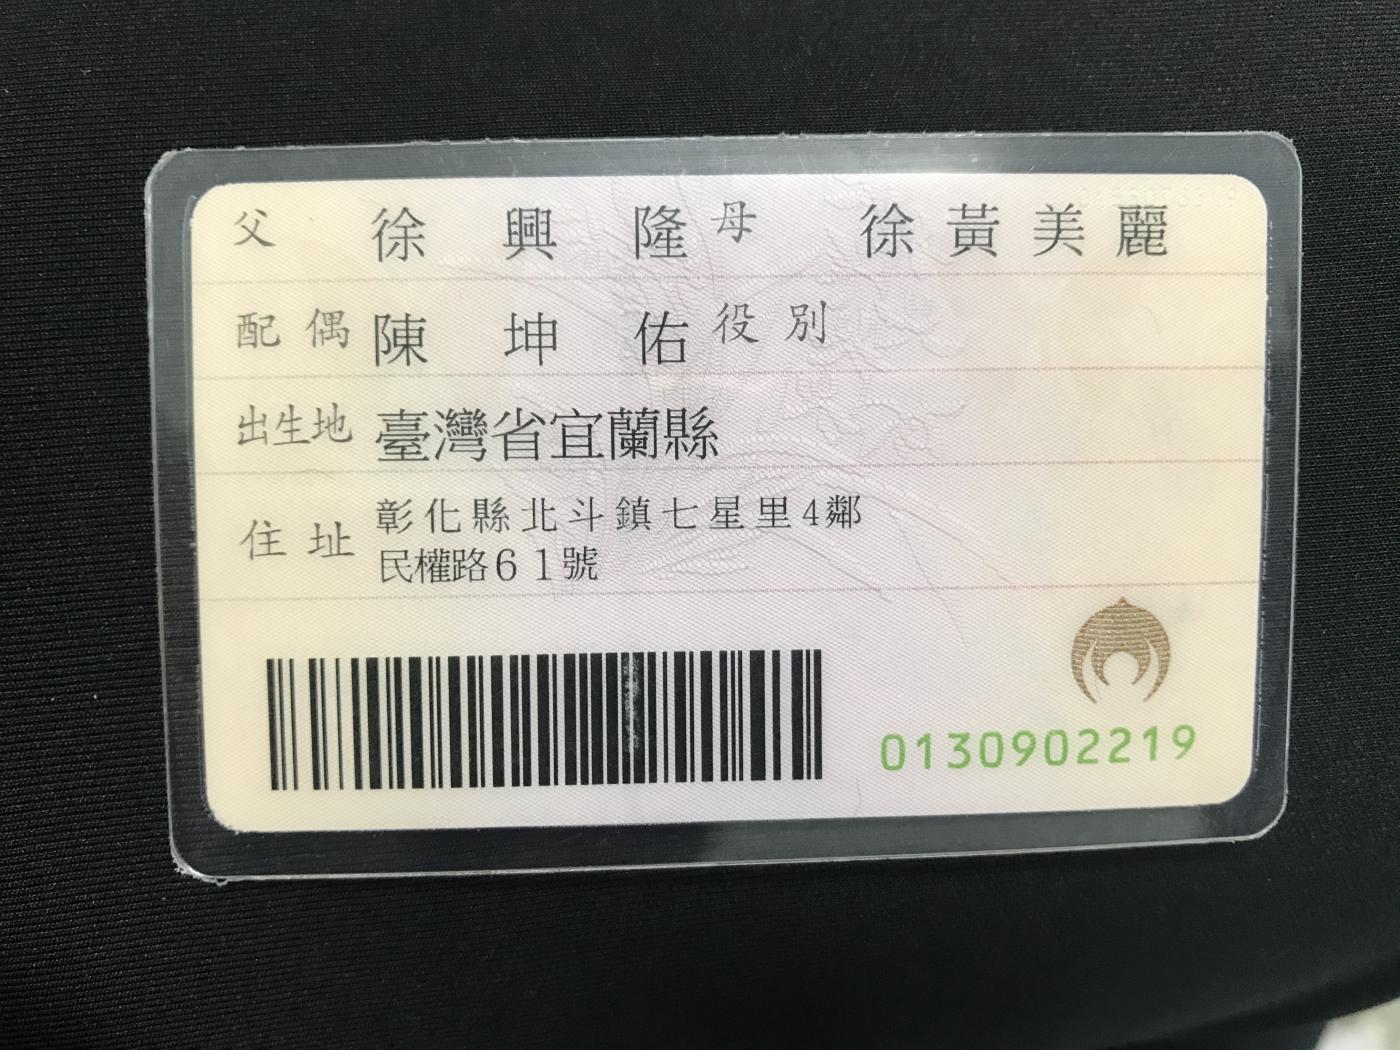 父 徐興隆 母 徐黃美麗
配偶 陳坤佑 役別
出生地 臺灣省宜蘭縣
住址 彰化縣北斗鎮七星里4鄰
民權路61號
0130902219